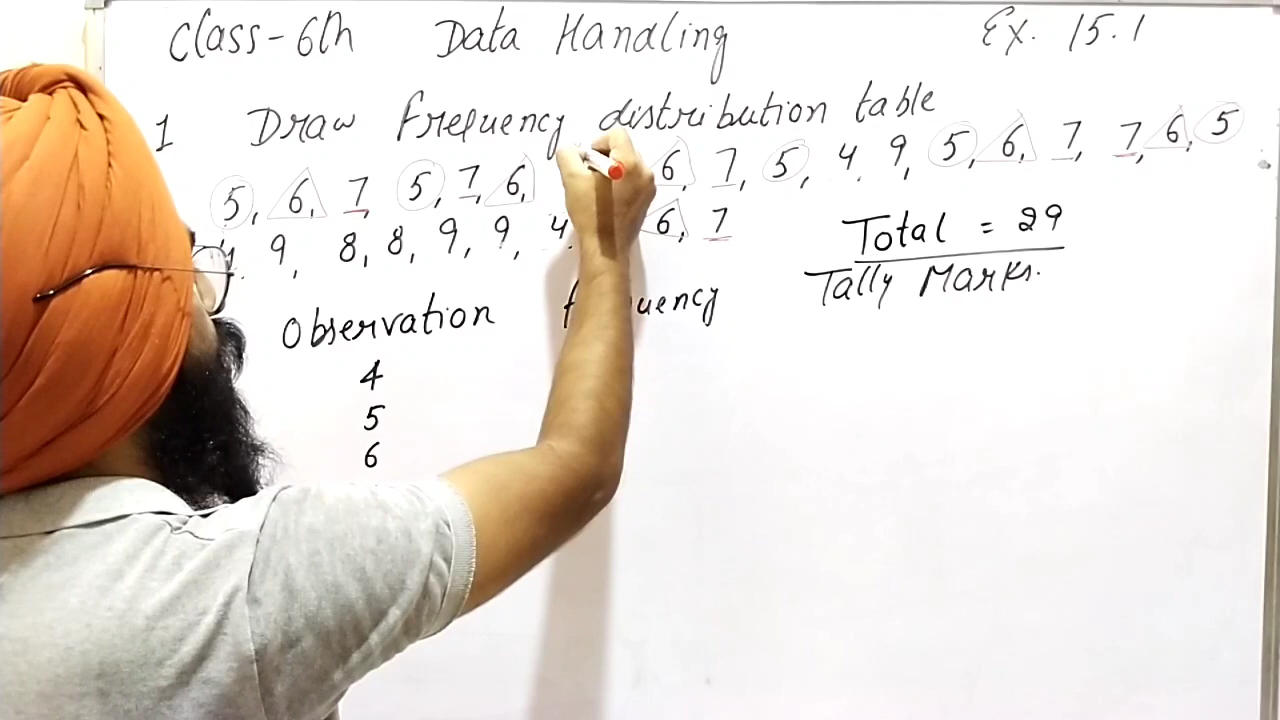 Class-6th Data Handling Ex. 15.1
1 Draw frequency distribution table
5, 6, 7 5, 7, 6, 6, 7, 5, 4, 9, 5, 6, 7, 7, 6, 5
9, 8, 8, 9, 9, 4 6, 7
Total = 29
Observation Tally Marks.
4
5
6